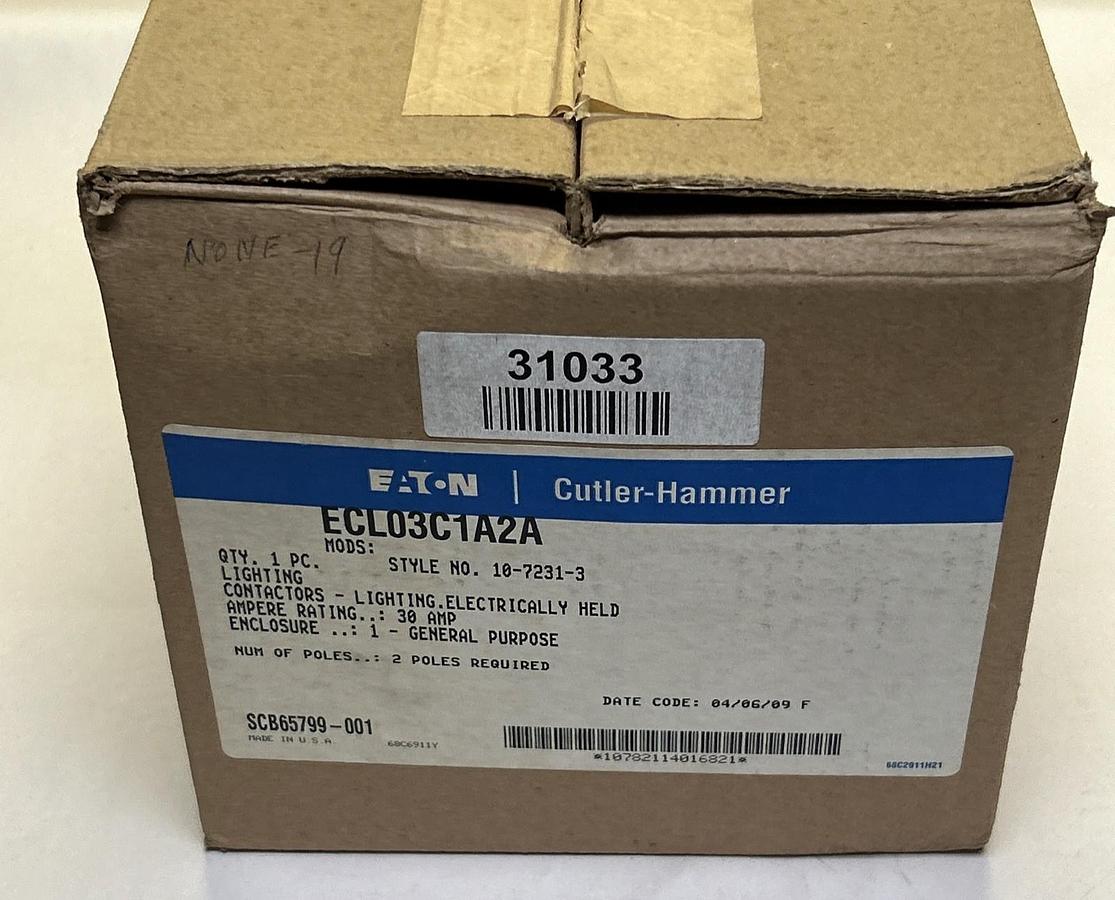 NONE-19
31033
EATON | Cutler-Hammer
ECL03C1A2A
MODS:
QTY. 1 PC. STYLE NO. 10-7231-3
LIGHTING
CONTACTORS - LIGHTING.ELECTRICALLY HELD
AMPERE RATING..: 30 AMP
ENCLOSURE ..: 1 - GENERAL PURPOSE
NUM OF POLES..: 2 POLES REQUIRED
DATE CODE: 04/06/09 F
SCB65799-001
MADE IN U.S.A. 68C6911Y
*10782114016821*
68C2911H21